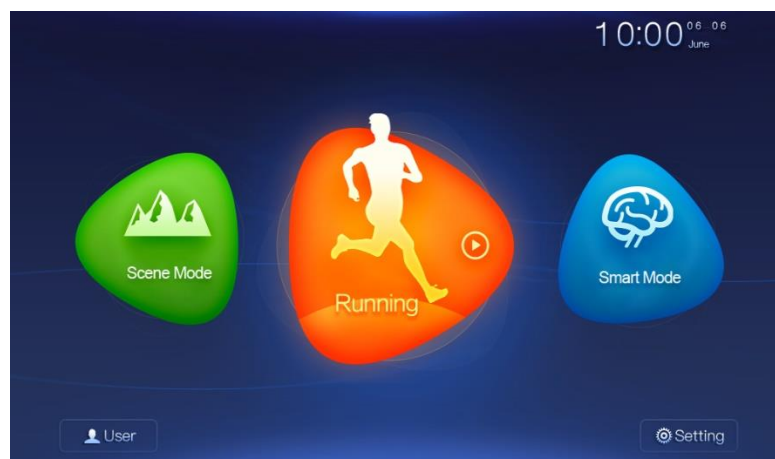 10:00 06 06
June
Scene Mode
Running
Smart Mode
User
Setting